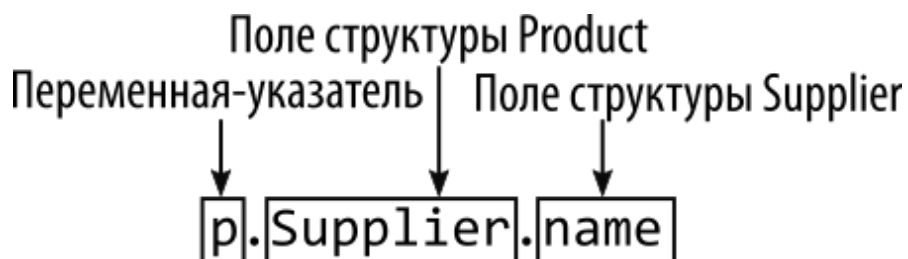 Поле структуры Product
Переменная-указатель Поле структуры Supplier
p.Supplier.name